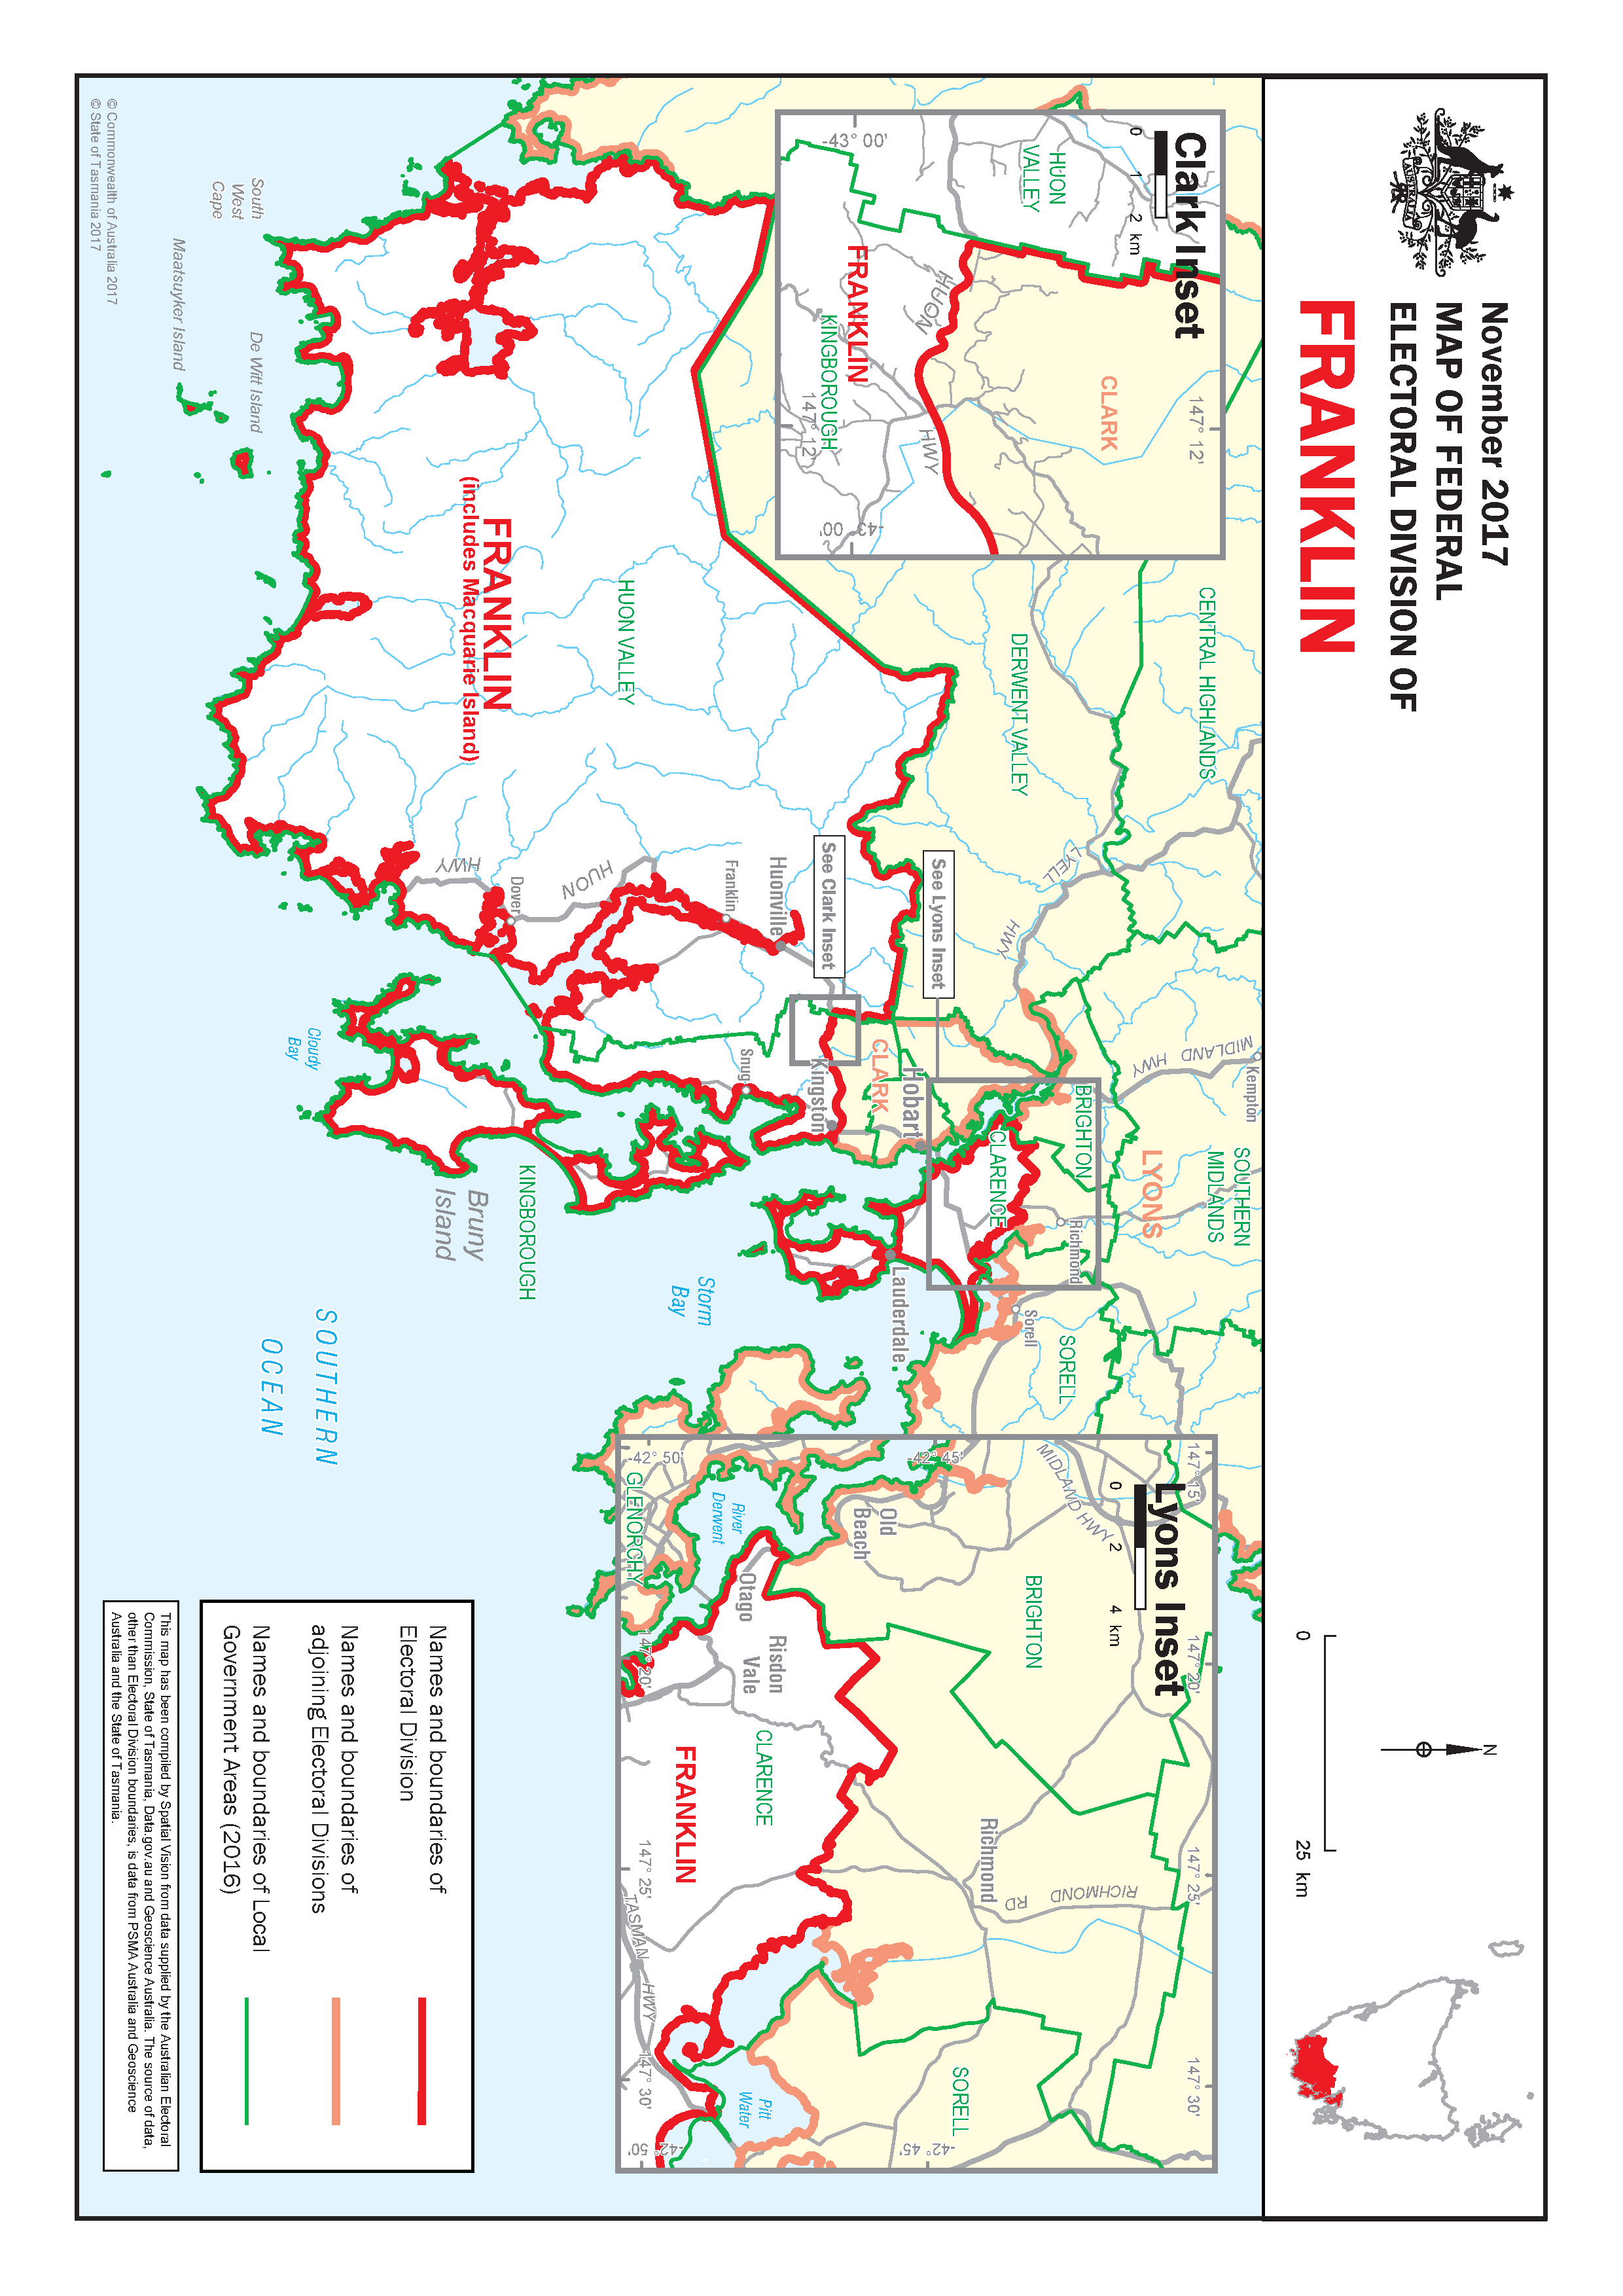 November 2017
MAP OF FEDERAL
ELECTORAL DIVISION OF
FRANKLIN
AUSTRALIA
N
0
25 km
Clark Inset
0
1
2 km
147° 12'
-43° 00'
HUON
VALLEY
CLARK
FRANKLIN
HUON
HWY
KINGBOROUGH
147° 12'
-43° 00'
CENTRAL HIGHLANDS
DERWENT VALLEY
LYELL
HWY
MIDLAND HWY
Kempton
SOUTHERN
MIDLANDS
LYONS
BRIGHTON
Richmond
CLARENCE
SORELL
Sorell
See Lyons Inset
See Clark Inset
Hobart
CLARK
Kingston
Lauderdale
Huonville
Franklin
Snug
HUON VALLEY
HUON
HWY
Dover
FRANKLIN
(includes Macquarie Island)
KINGBOROUGH
Bruny
Island
Storm
Bay
Cloudy
Bay
SOUTHERN
OCEAN
South
West
Cape
De Witt Island
Maatsuyker Island
© Commonwealth of Australia 2017
© State of Tasmania 2017
Lyons Inset
0
2
4 km
147° 15'
147° 20'
147° 25'
147° 30'
MIDLAND HWY
BRIGHTON
Richmond
RICHMOND
RD
SORELL
-42° 45'
-42° 45'
Old
Beach
River
Derwent
Otago
Risdon
Vale
CLARENCE
FRANKLIN
Pitt
Water
GLENORCHY
TASMAN
HWY
-42° 50'
147° 20'
147° 25'
147° 30'
-42° 50'
Names and boundaries of
Electoral Division
Names and boundaries of
adjoining Electoral Divisions
Names and boundaries of Local
Government Areas (2016)
This map has been compiled by Spatial Vision from data supplied by the Australian Electoral
Commission, State of Tasmania, Data.gov.au and Geoscience Australia. The source of data,
other than Electoral Division boundaries, is data from PSMA Australia and Geoscience
Australia and the State of Tasmania.